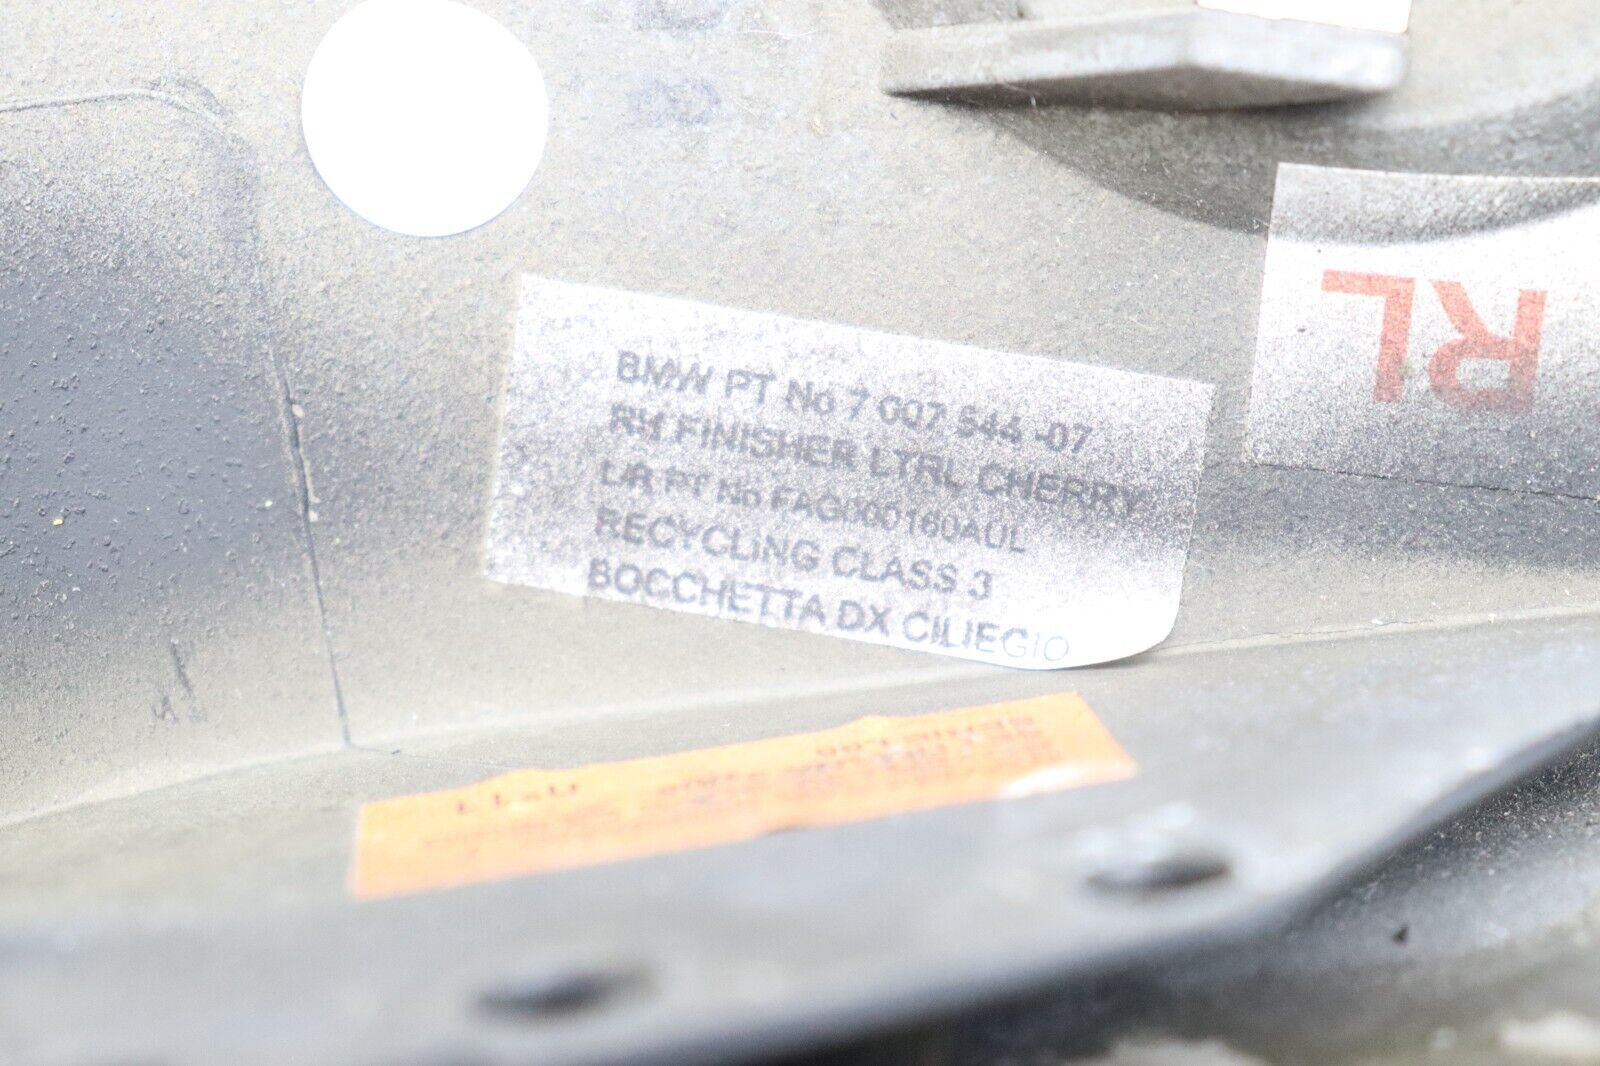 BMW PT No 7 007 544 -07
RH FINISHER LTRL CHERRY
L/R PT No FAG000160AUL
RECYCLING CLASS 3
BOCCHETTA DX CILIEGIO
RL